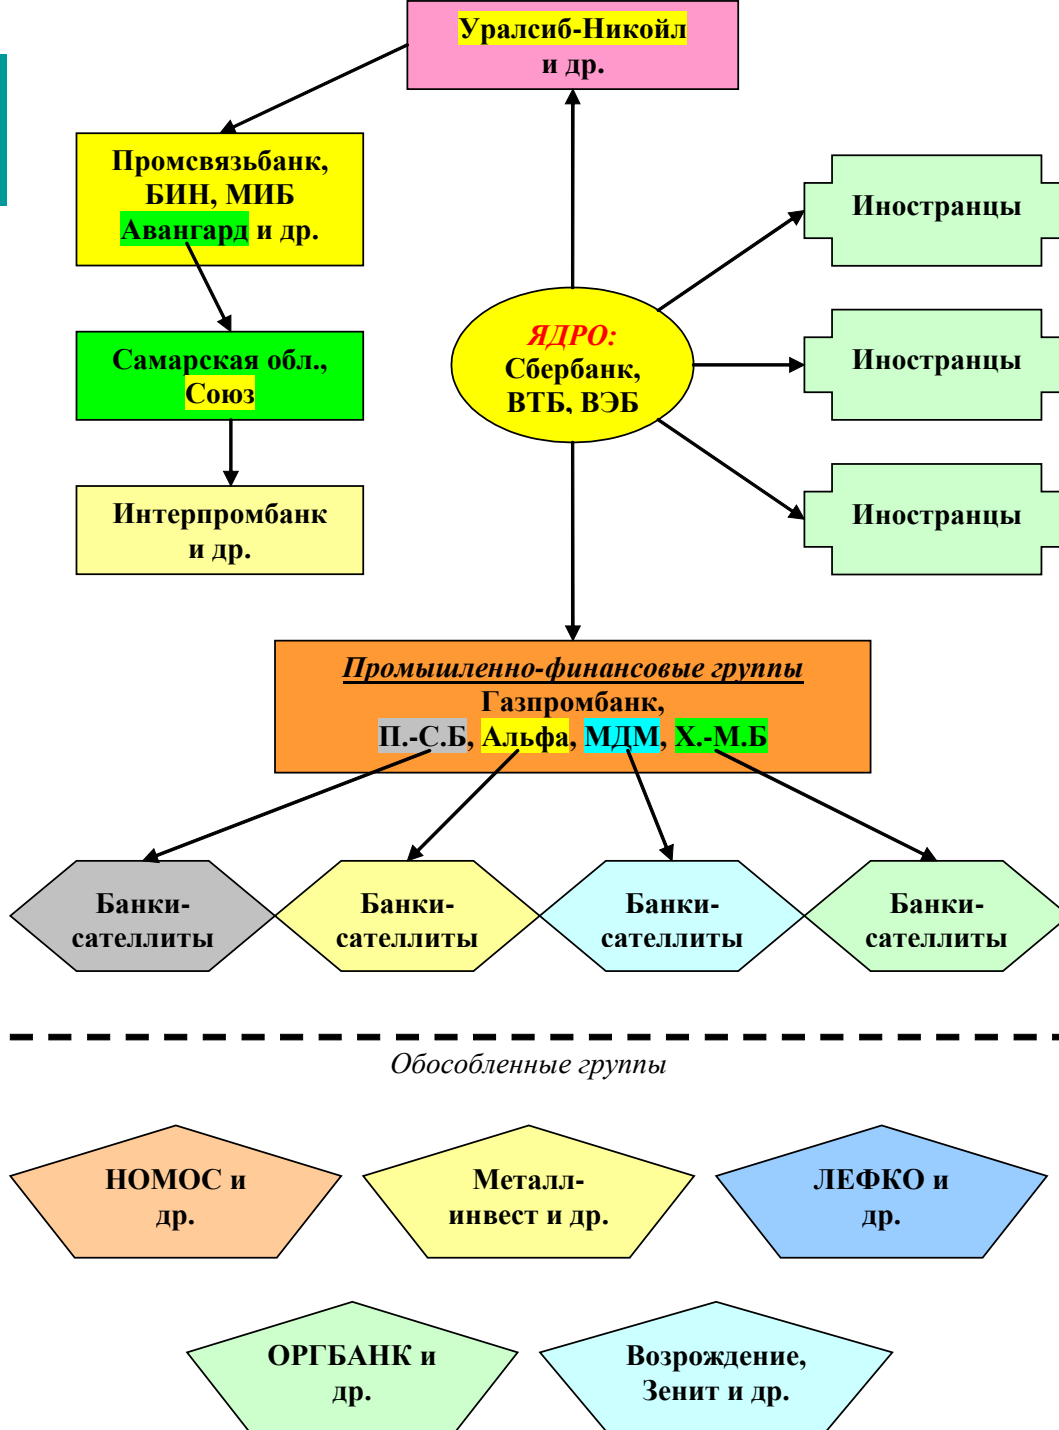 Уралсиб-Никойл
и др.
Промсвязьбанк,
БИН, МИБ
Авангард и др.
Иностранцы
ЯДРО:
Сбербанк,
ВТБ, ВЭБ
Самарская обл.,
Союз
Иностранцы
Интерпромбанк
и др.
Иностранцы
Промышленно-финансовые группы
Газпромбанк,
П.-С.Б, Альфа, МДМ, Х.-М.Б
Банки-
сателлиты
Банки-
сателлиты
Банки-
сателлиты
Банки-
сателлиты
Обособленные группы
НОМОС и
др.
Металл-
инвест и др.
ЛЕФКО и
др.
ОРГБАНК и
др.
Возрождение,
Зенит и др.